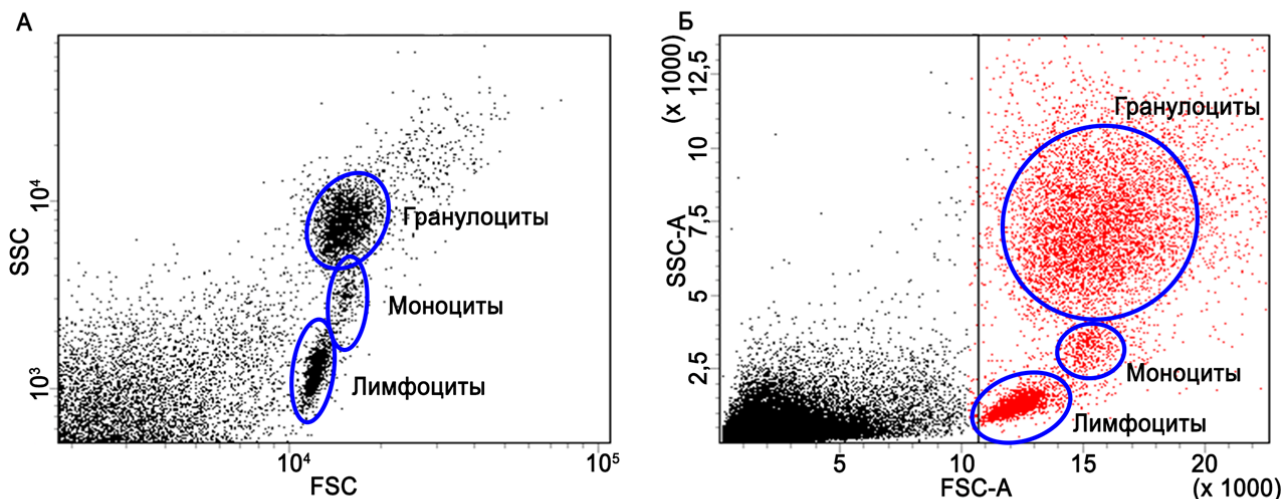 А
SSC
10⁴
10³
Гранулоциты
Моноциты
Лимфоциты
10⁴
10⁵
FSC
Б
(x 1000)
SSC-A
12,5
10
7,5
5
2,5
Гранулоциты
Моноциты
Лимфоциты
5
10
15
20
FSC-A
(x 1000)